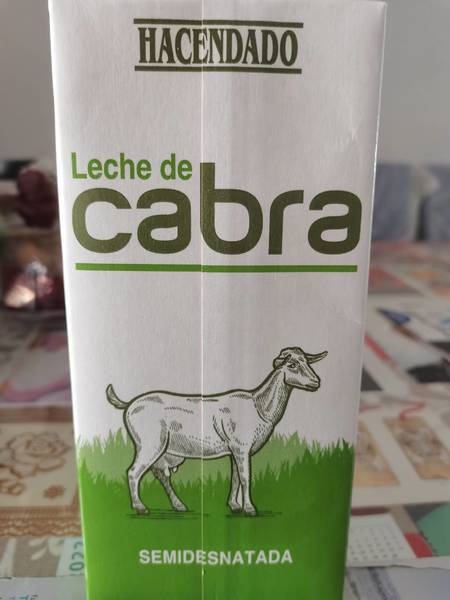 HACENDADO
Leche de
cabra
SEMIDESNATADA